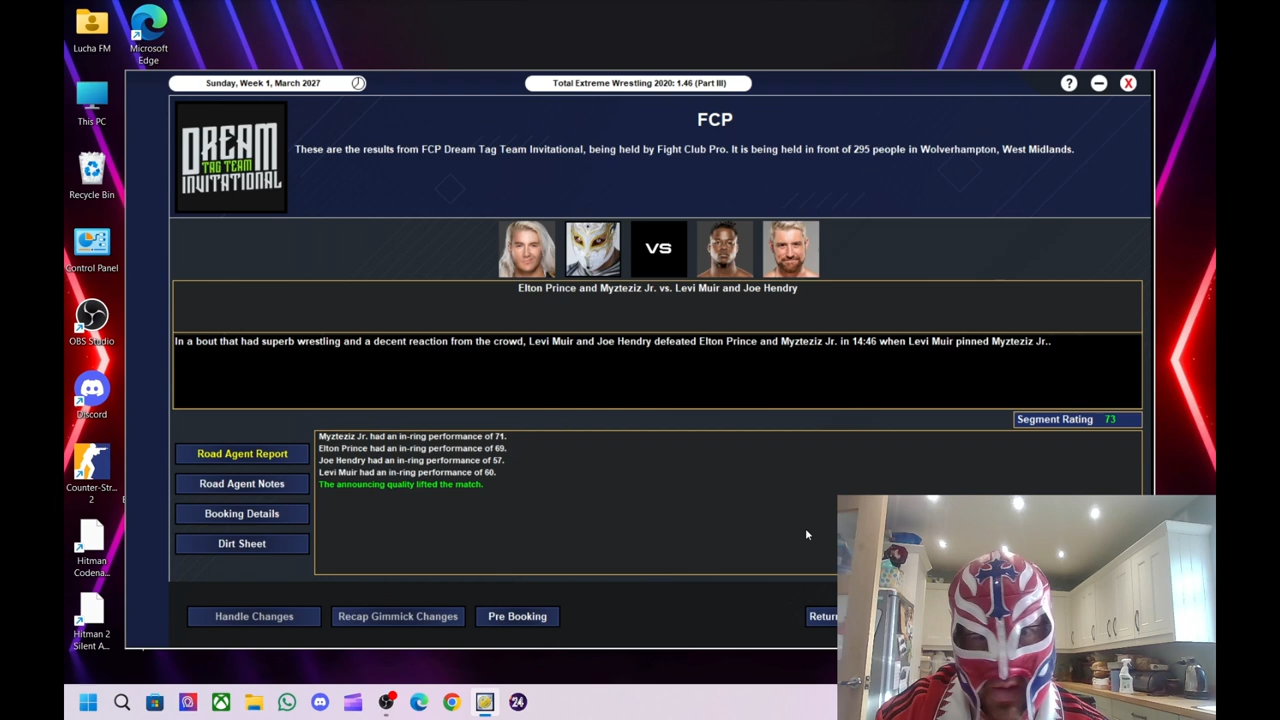 Lucha FM
Microsoft
Edge
This PC
Recycle Bin
Control Panel
OBS Studio
Discord
Counter-Str...
2
Hitman
Codena...
Hitman 2
Silent A...
Sunday, Week 1, March 2027
Total Extreme Wrestling 2020: 1.46 (Part III)
?
X
DREAM
TAG TEAM
INVITATIONAL
FCP
These are the results from FCP Dream Tag Team Invitational, being held by Fight Club Pro. It is being held in front of 295 people in Wolverhampton, West Midlands.
VS
Elton Prince and Myzteziz Jr. vs. Levi Muir and Joe Hendry
In a bout that had superb wrestling and a decent reaction from the crowd, Levi Muir and Joe Hendry defeated Elton Prince and Myzteziz Jr. in 14:46 when Levi Muir pinned Myzteziz Jr..
Segment Rating 73
Road Agent Report
Road Agent Notes
Booking Details
Dirt Sheet
Myzteziz Jr. had an in-ring performance of 71.
Elton Prince had an in-ring performance of 69.
Joe Hendry had an in-ring performance of 57.
Levi Muir had an in-ring performance of 60.
The announcing quality lifted the match.
Handle Changes
Recap Gimmick Changes
Pre Booking
Return
24